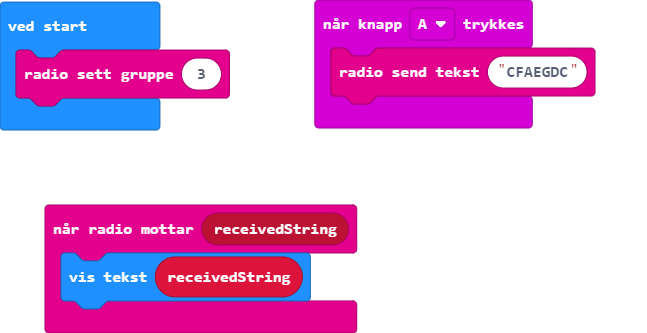 ved start
radio sett gruppe 3
når knapp A trykkes
radio send tekst "CFAEGDC"
når radio mottar receivedString
vis tekst receivedString